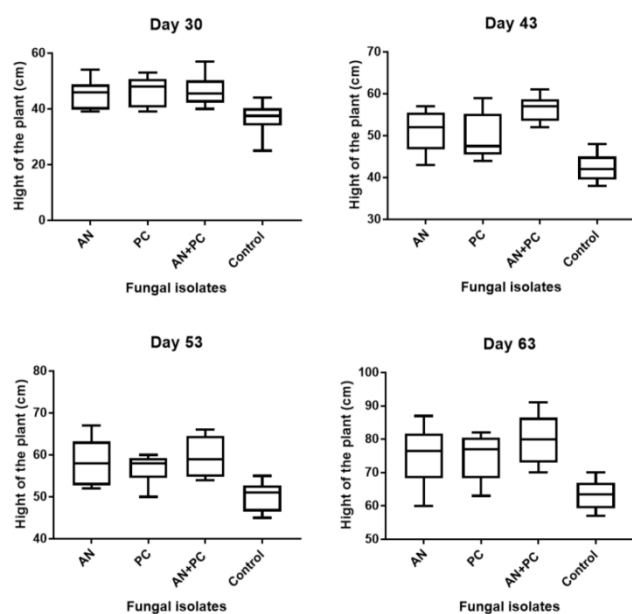 Day 30
Hight of the plant (cm)
60
40
20
0
AN
PC
AN+PC
Control
Fungal isolates
Day 43
Hight of the plant (cm)
70
60
50
40
30
AN
PC
AN+PC
Control
Fungal isolates
Day 53
Hight of the plant (cm)
80
70
60
50
40
AN
PC
AN+PC
Control
Fungal isolates
Day 63
Hight of the plant (cm)
100
90
80
70
60
50
AN
PC
AN+PC
Control
Fungal isolates